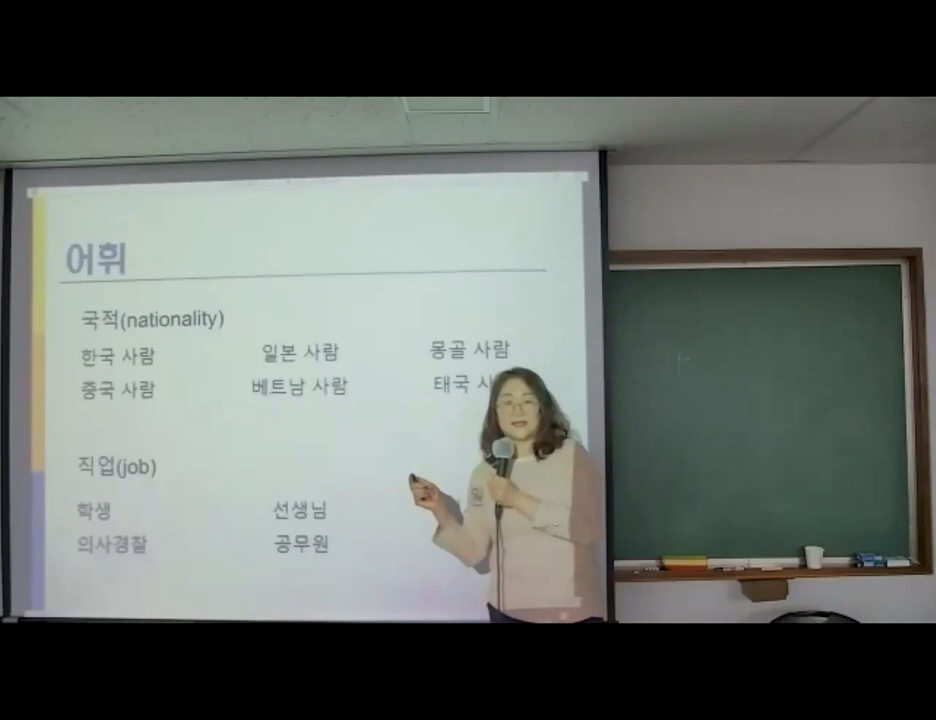 어휘
국적(nationality)
한국 사람 일본 사람 몽골 사람
중국 사람 베트남 사람 태국
직업(job)
학생 선생님
의사경찰 공무원